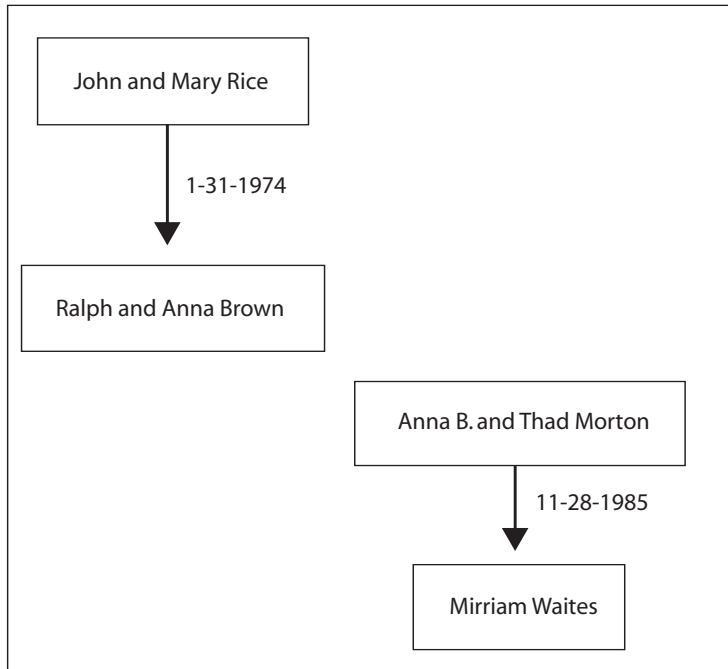 John and Mary Rice
1-31-1974
Ralph and Anna Brown
Anna B. and Thad Morton
11-28-1985
Mirriam Waites